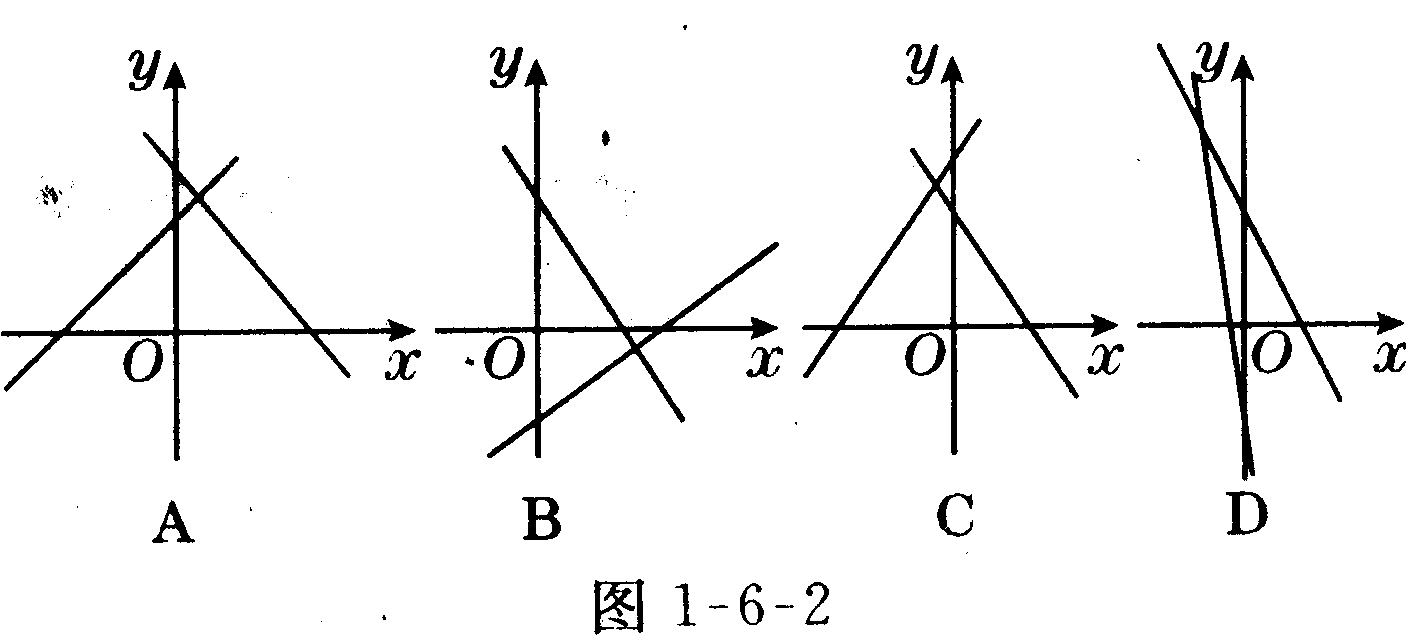 y y y y
O x O x O x O x
A B C D
图 1-6-2